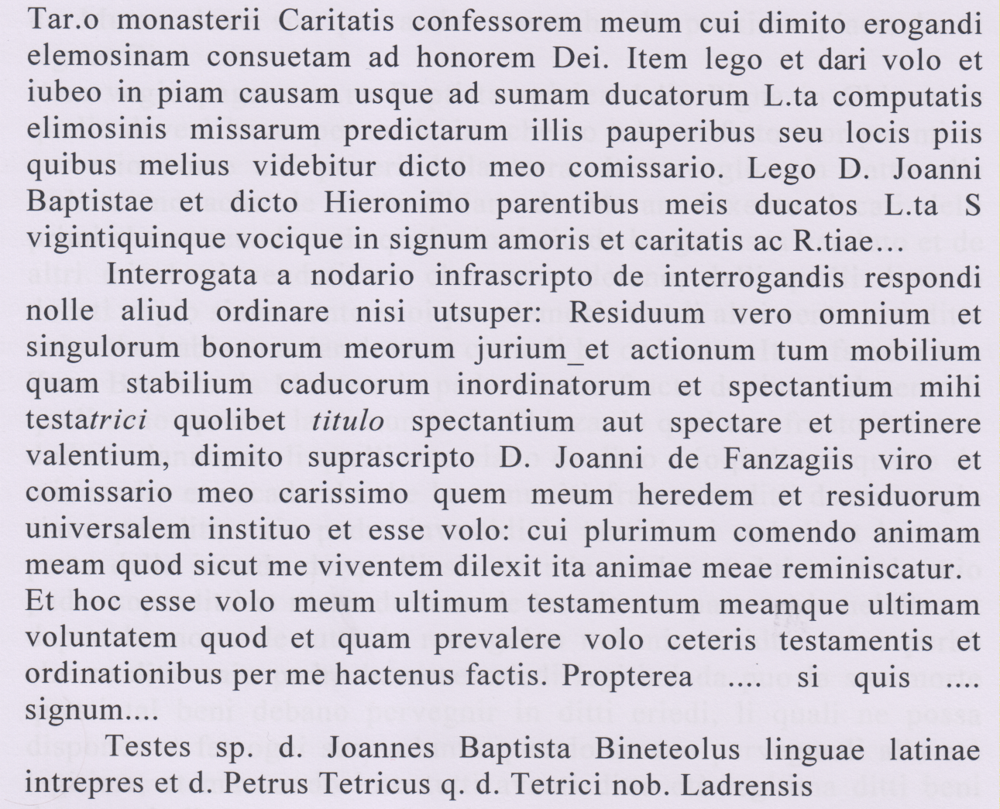 Tar.o monasterii Caritatis confessorem meum cui dimito erogandi
elemosinam consuetam ad honorem Dei. Item lego et dari volo et
iubeo in piam causam usque ad sumam ducatorum L.ta computatis
elimosinis missarum predictarum illis pauperibus seu locis piis
quibus melius videbitur dicto meo comissario. Lego D. Joanni
Baptistae et dicto Hieronimo parentibus meis ducatos L.ta S
vigintiquinque vocique in signum amoris et caritatis ac R.tiae...
Interrogata a notario infrascripto de interrogandis respondi
nolle aliud ordinare nisi utsuper: Residuum vero omnium et
singulorum bonorum meorum jurium_et actionum tum mobilium
quam stabilium caducorum inordinatorum et spectantium mihi
testatrici quolibet titulo spectantium aut spectare et pertinere
valentium, dimito suprascripto D. Joanni de Fanzagiis viro et
comissario meo carissimo quem meum heredem et residuorum
universalem instituo et esse volo: cui plurimum comendo animam
meam quod sicut me viventem dilexit ita animae meae reminiscatur.
Et hoc esse volo meum ultimum testamentum meamque ultimam
voluntatem quod et quam prevalere volo ceteris testamentis et
ordinationibus per me hactenus factis. Propterea .... si quis ....
signum....
Testes sp. d. Joannes Baptista Binecteolus linguae latinae
intepres et d. Petrus Tetricus q. d. Tetrici nob. Ladrensis